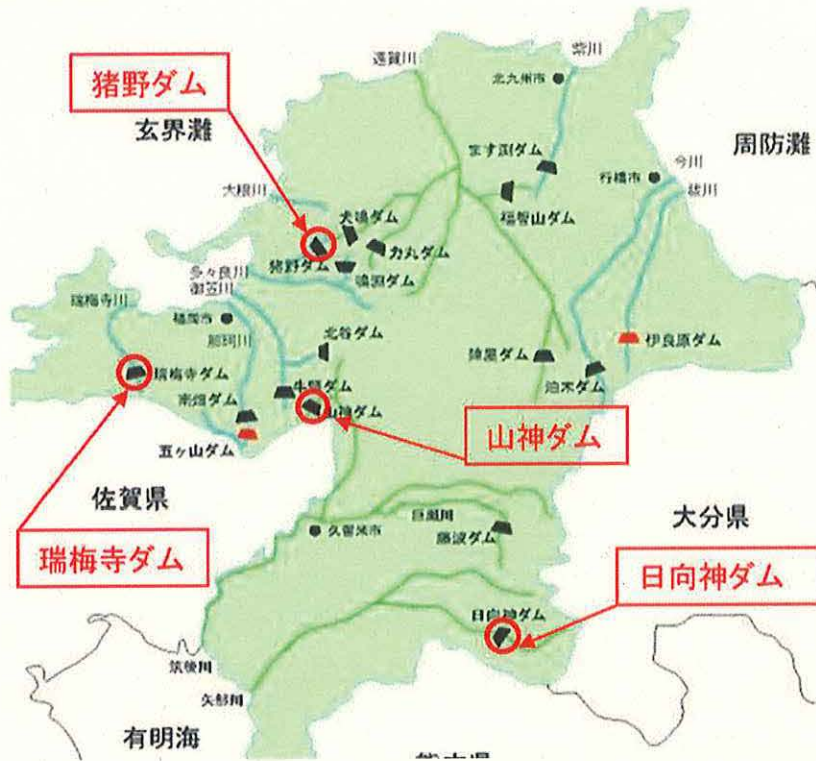 遠賀川
紫川
北九州市
猪野ダム
玄界灘
周防灘
ます渕ダム
今川
行橋市
祓川
大根川
福智山ダム
犬鳴ダム
力丸ダム
猪野ダム
鳴淵ダム
多々良川
御笠川
瑞梅寺川
福岡市
那珂川
北谷ダム
伊良原ダム
陣屋ダム
油木ダム
瑞梅寺ダム
牛頸ダム
南畑ダム
山神ダム
五ヶ山ダム
山神ダム
佐賀県
大分県
巨瀬川
久留米市
藤波ダム
瑞梅寺ダム
日向神ダム
日向神ダム
筑後川
矢部川
有明海